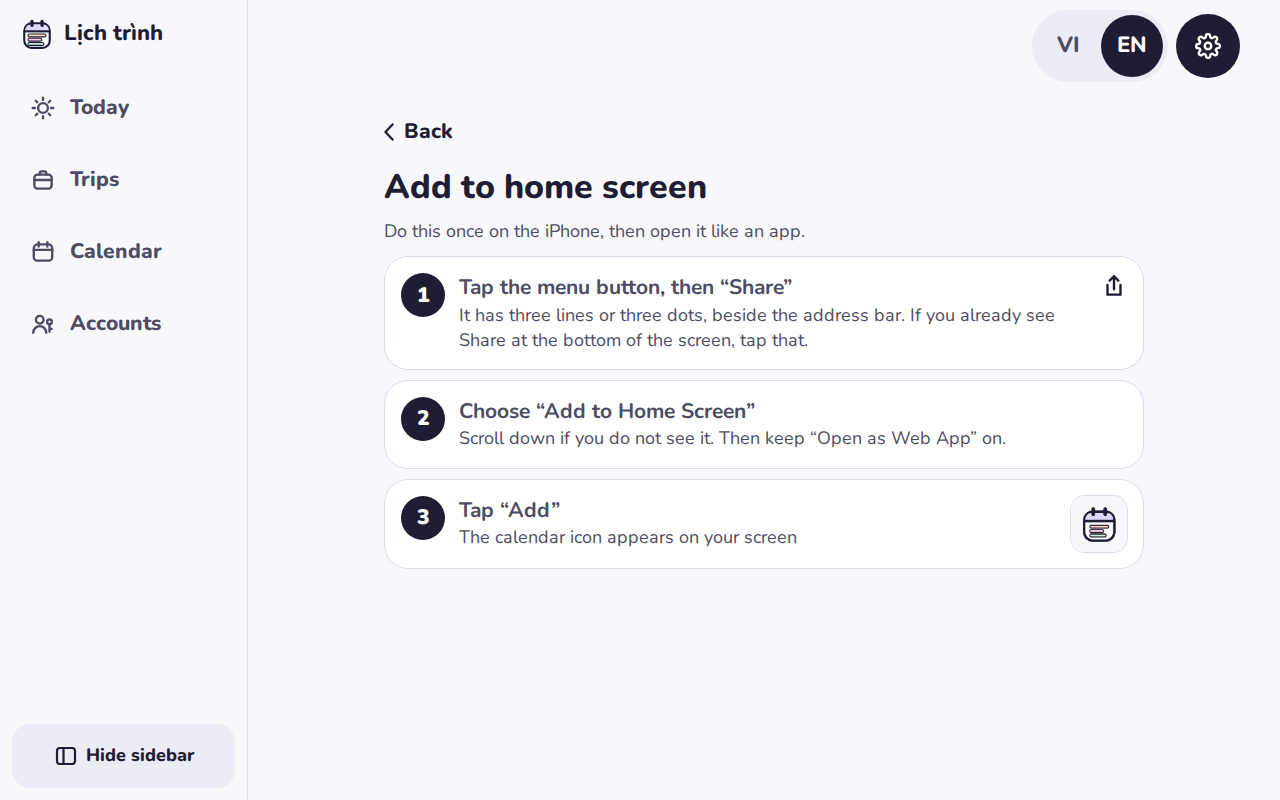 Lịch trình
Today
Trips
Calendar
Accounts
Hide sidebar
VI
EN
Back
Add to home screen
Do this once on the iPhone, then open it like an app.
1
Tap the menu button, then “Share”
It has three lines or three dots, beside the address bar. If you already see
Share at the bottom of the screen, tap that.
2
Choose “Add to Home Screen”
Scroll down if you do not see it. Then keep “Open as Web App” on.
3
Tap “Add”
The calendar icon appears on your screen